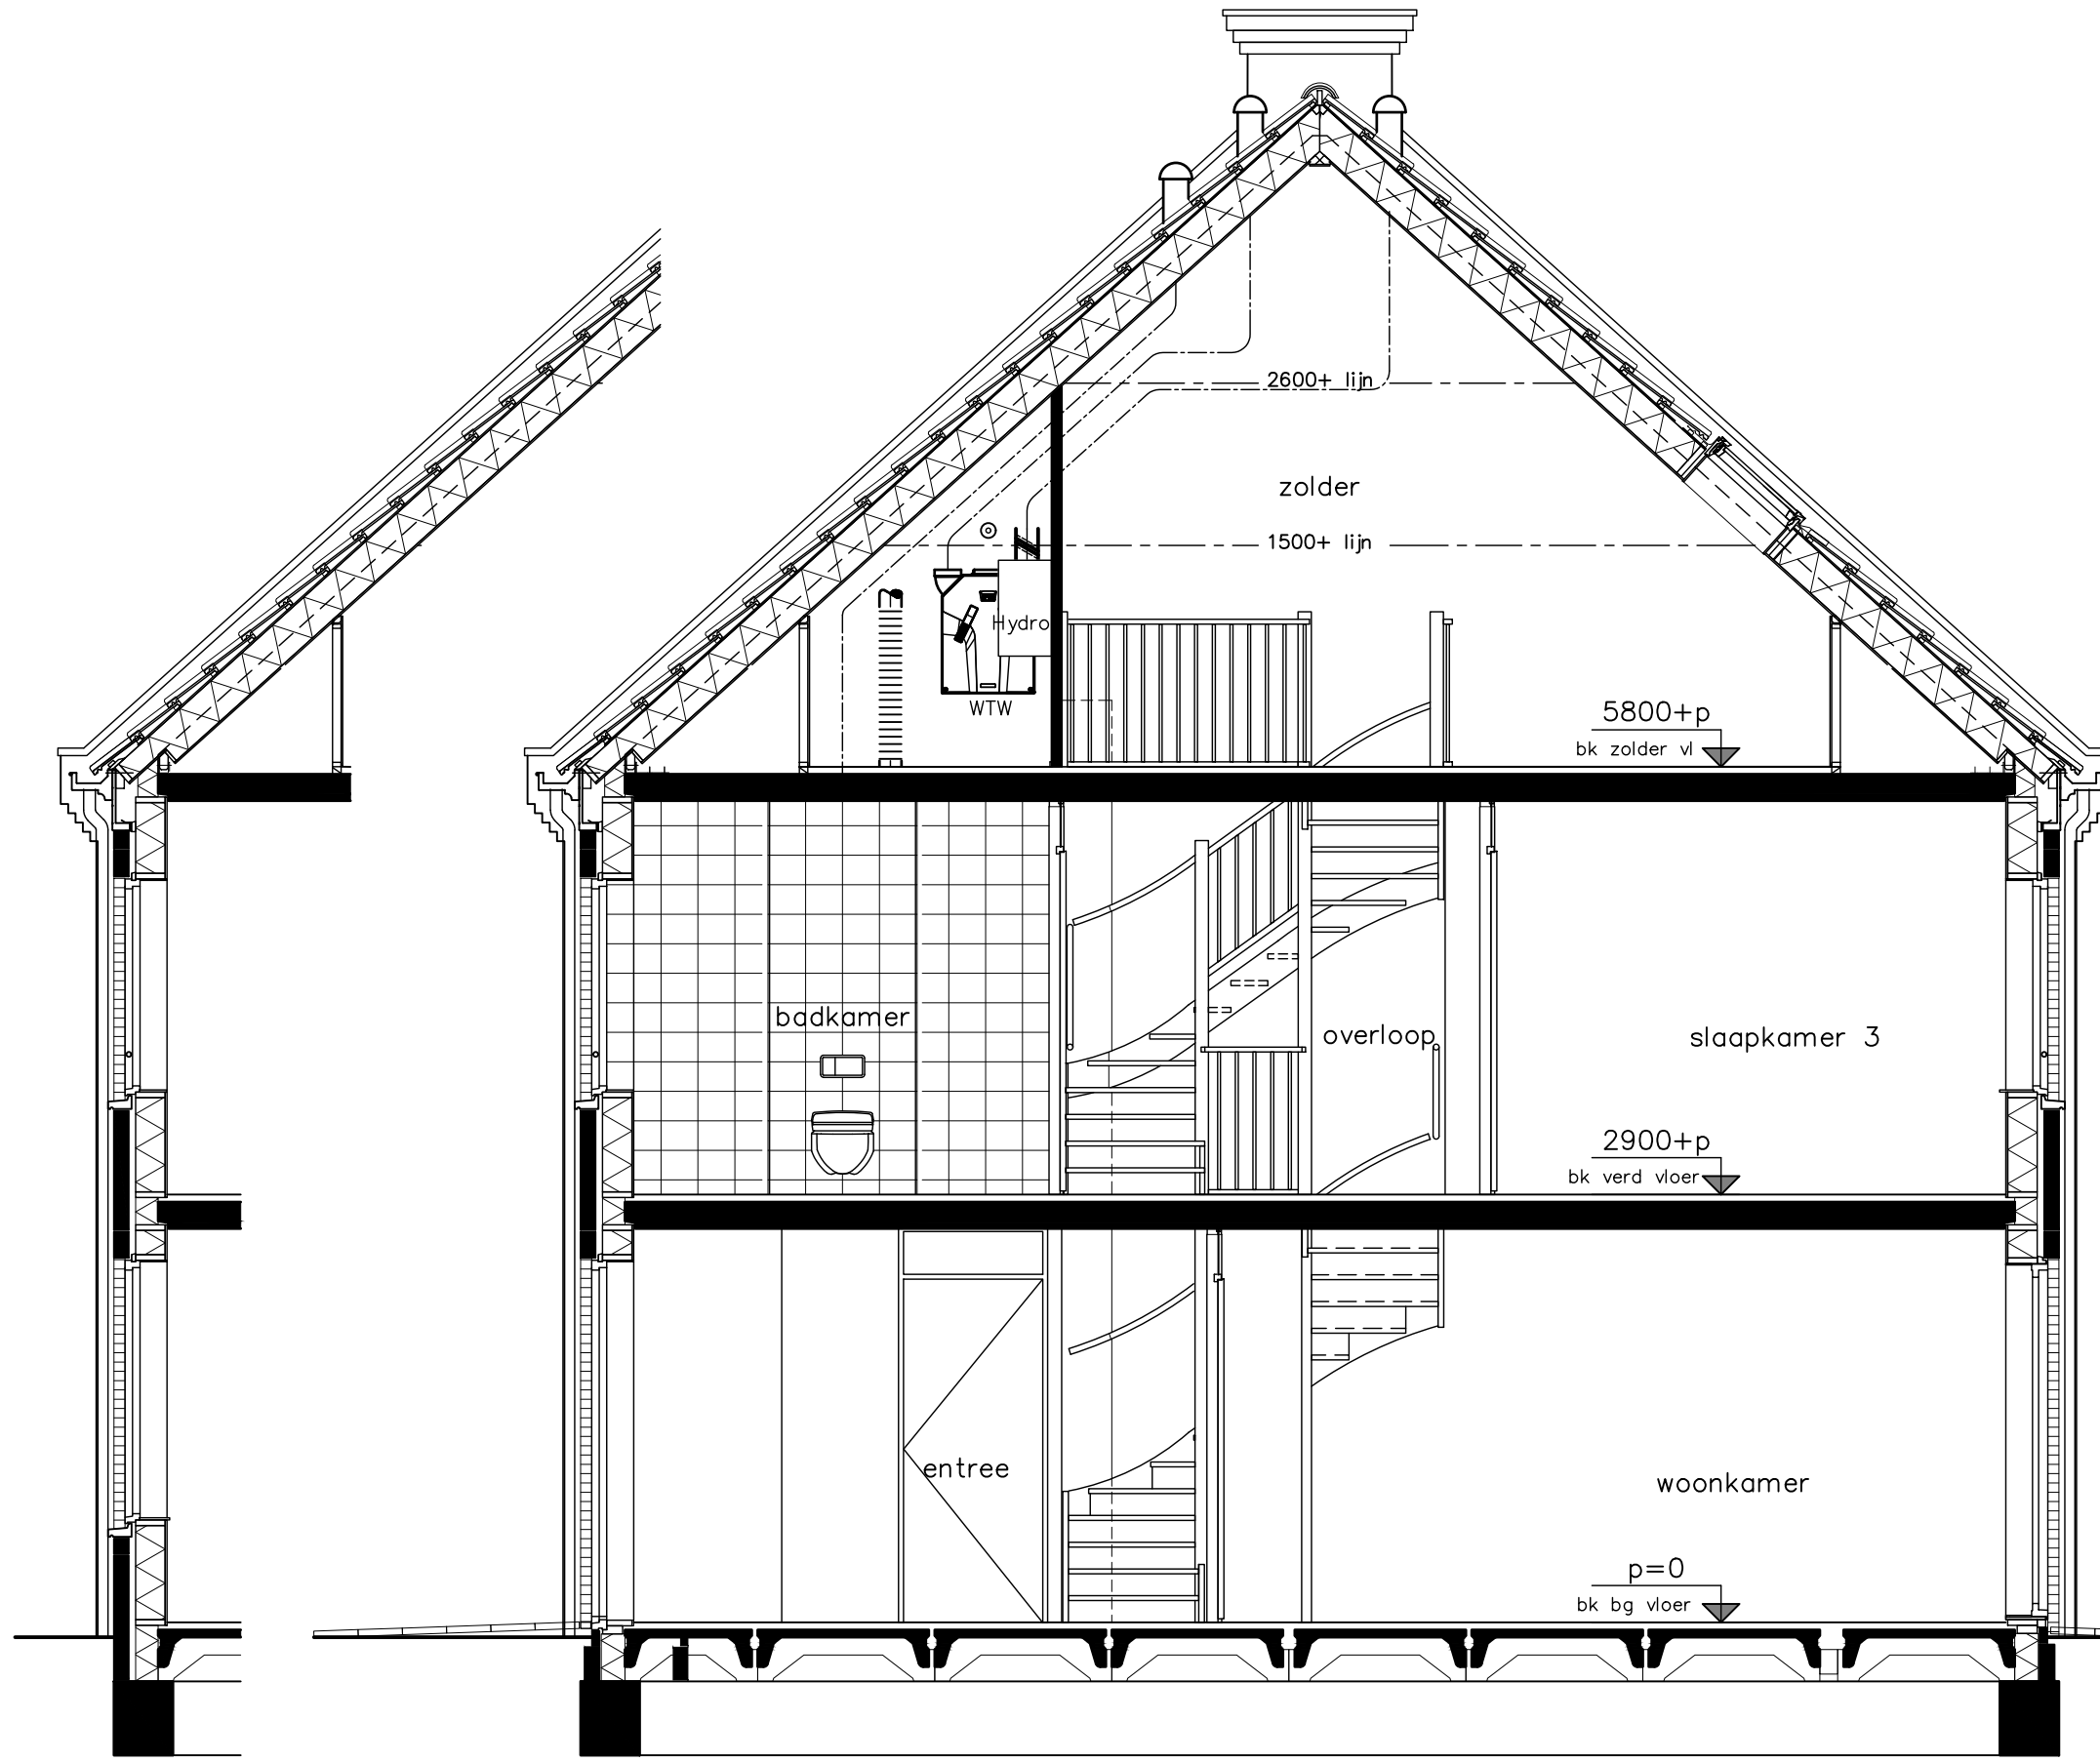 2600+ lijn
zolder
1500+ lijn
Hydro
WTW
5800+p
bk zolder vl
badkamer
overloop
slaapkamer 3
2900+p
bk verd vloer
entree
woonkamer
p=0
bk bg vloer